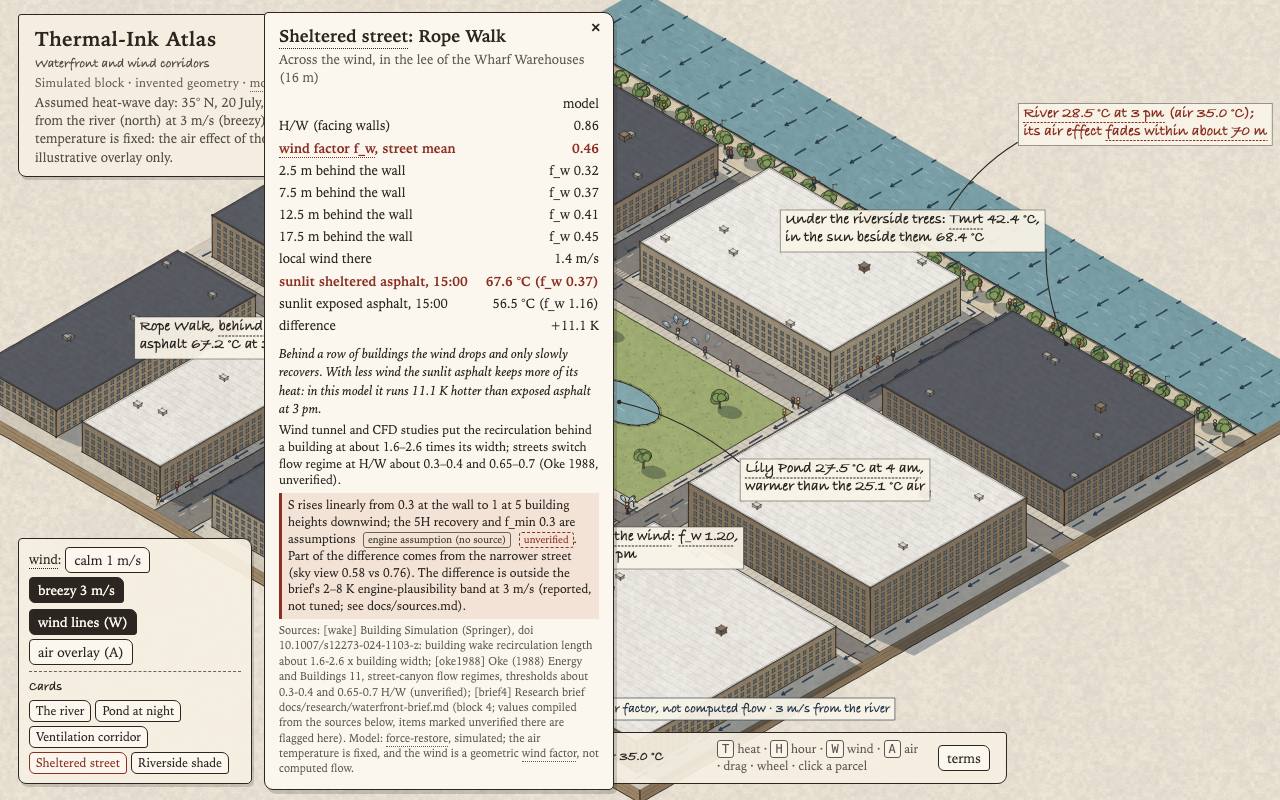 Thermal-Ink Atlas
Waterfront and wind corridors
Simulated block · invented geometry ·
Assumed heat-wave day: 35° N, 20 July,
from the river (north) at 3 m/s (breezy)
temperature is fixed: the air effect of the
illustrative overlay only.
Sheltered street: Rope Walk
×
Across the wind, in the lee of the Wharf Warehouses
(16 m)
model
H/W (facing walls) 0.86
wind factor f_w, street mean 0.46
2.5 m behind the wall f_w 0.32
7.5 m behind the wall f_w 0.37
12.5 m behind the wall f_w 0.41
17.5 m behind the wall f_w 0.45
local wind there 1.4 m/s
sunlit sheltered asphalt, 15:00 67.6 °C (f_w 0.37)
sunlit exposed asphalt, 15:00 56.5 °C (f_w 1.16)
difference +11.1 K
Behind a row of buildings the wind drops and only slowly
recovers. With less wind the sunlit asphalt keeps more of its
heat: in this model it runs 11.1 K hotter than exposed asphalt
at 3 pm.
Wind tunnel and CFD studies put the recirculation behind
a building at about 1.6–2.6 times its width; streets switch
flow regime at H/W about 0.3–0.4 and 0.65–0.7 (Oke 1988,
unverified).
S rises linearly from 0.3 at the wall to 1 at 5 building
heights downwind; the 5H recovery and f_min 0.3 are
assumptions engine assumption (no source) unverified.
Part of the difference comes from the narrower street
(sky view 0.58 vs 0.76). The difference is outside the
brief's 2–8 K engine-plausibility band at 3 m/s (reported,
not tuned; see docs/sources.md).
Sources: [wake] Building Simulation (Springer), doi
10.1007/s12273-024-1103-z: building wake recirculation length
about 1.6-2.6 x building width; [oke1988] Oke (1988) Energy
and Buildings 11, street-canyon flow regimes, thresholds about
0.3-0.4 and 0.65-0.7 H/W (unverified); [brief4] Research brief
docs/research/waterfront-brief.md (block 4; values compiled
from the sources below, items marked unverified there are
flagged here). Model: force-restore, simulated; the air
temperature is fixed, and the wind is a geometric wind factor, not
computed flow.
River 28.5 °C at 3 pm (air 35.0 °C);
its air effect fades within about 70 m
Under the riverside trees: Tmrt 42.4 °C,
in the sun beside them 68.4 °C
Rope Walk, behind
asphalt 67.2 °C at
Lily Pond 27.5 °C at 4 am,
warmer than the 25.1 °C air
the wind: f_w 1.20,
pm
wind: calm 1 m/s
breezy 3 m/s
wind lines (W)
air overlay (A)
Cards
The river Pond at night
Ventilation corridor
Sheltered street Riverside shade
factor, not computed flow · 3 m/s from the river
35.0 °C
T heat · H hour · W wind · A air
· drag · wheel · click a parcel
terms